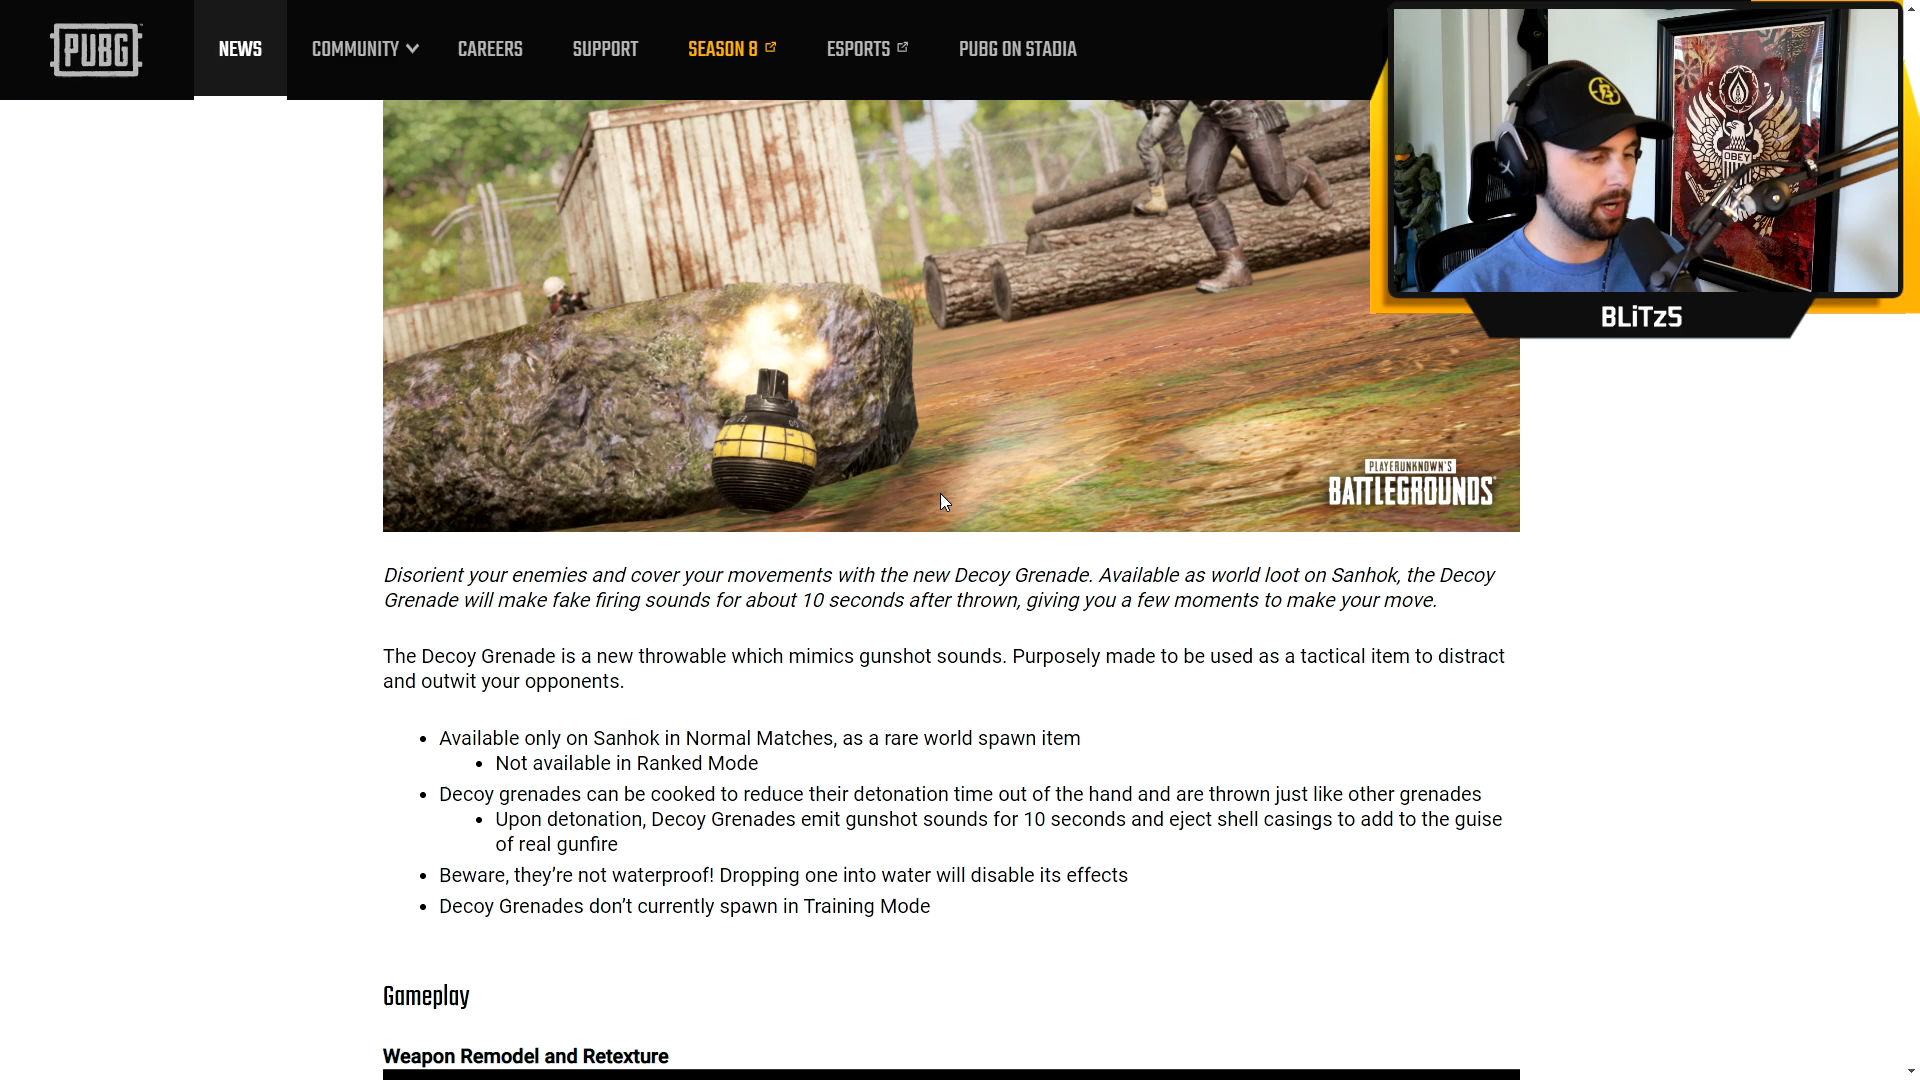 PUBG
NEWS
COMMUNITY
CAREERS
SUPPORT
SEASON 8
ESPORTS
PUBG ON STADIA
OBEY
BLiTz5
PLAYERUNKNOWN'S
BATTLEGROUNDS
Disorient your enemies and cover your movements with the new Decoy Grenade. Available as world loot on Sanhok, the Decoy
Grenade will make fake firing sounds for about 10 seconds after thrown, giving you a few moments to make your move.
The Decoy Grenade is a new throwable which mimics gunshot sounds. Purposely made to be used as a tactical item to distract
and outwit your opponents.
• Available only on Sanhok in Normal Matches, as a rare world spawn item
• Not available in Ranked Mode
• Decoy grenades can be cooked to reduce their detonation time out of the hand and are thrown just like other grenades
• Upon detonation, Decoy Grenades emit gunshot sounds for 10 seconds and eject shell casings to add to the guise
of real gunfire
• Beware, they’re not waterproof! Dropping one into water will disable its effects
• Decoy Grenades don’t currently spawn in Training Mode
Gameplay
Weapon Remodel and Retexture